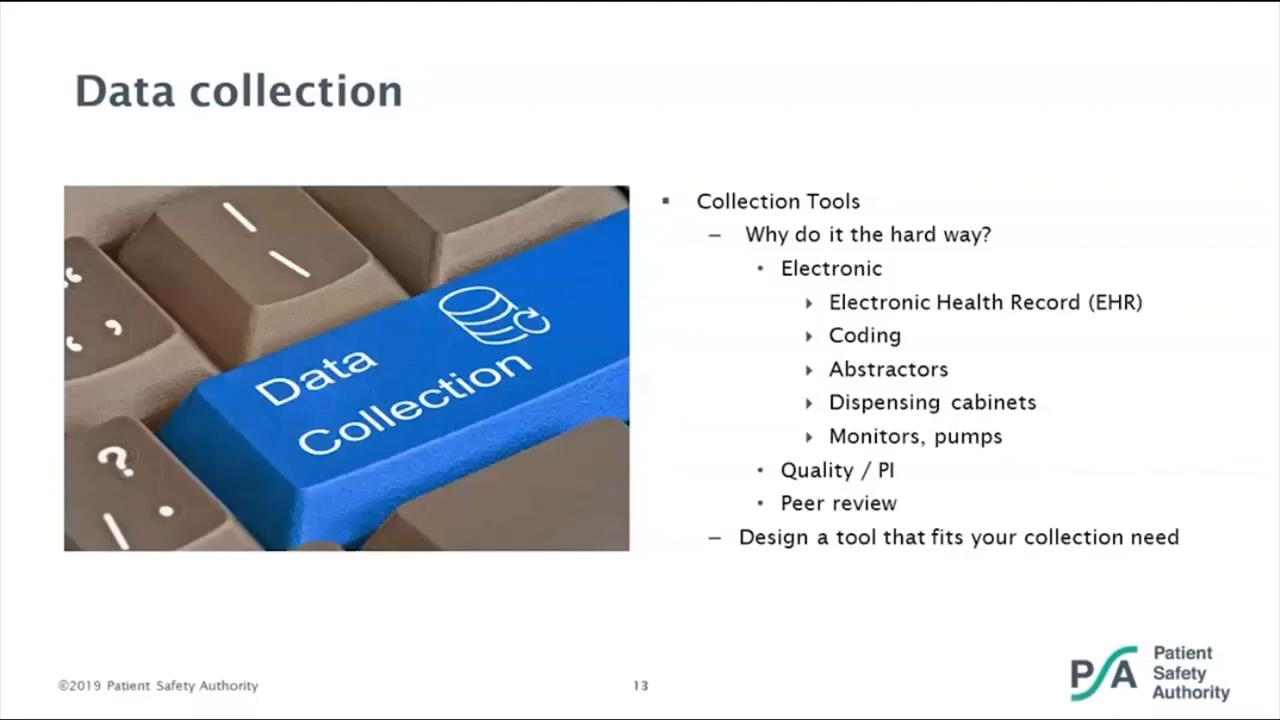 Data collection
Data
Collection
▪ Collection Tools
– Why do it the hard way?
• Electronic
Electronic Health Record (EHR)
Coding
Abstractors
Dispensing cabinets
Monitors, pumps
• Quality / PI
• Peer review
– Design a tool that fits your collection need
©2019 Patient Safety Authority
13
PSA
Patient
Safety
Authority